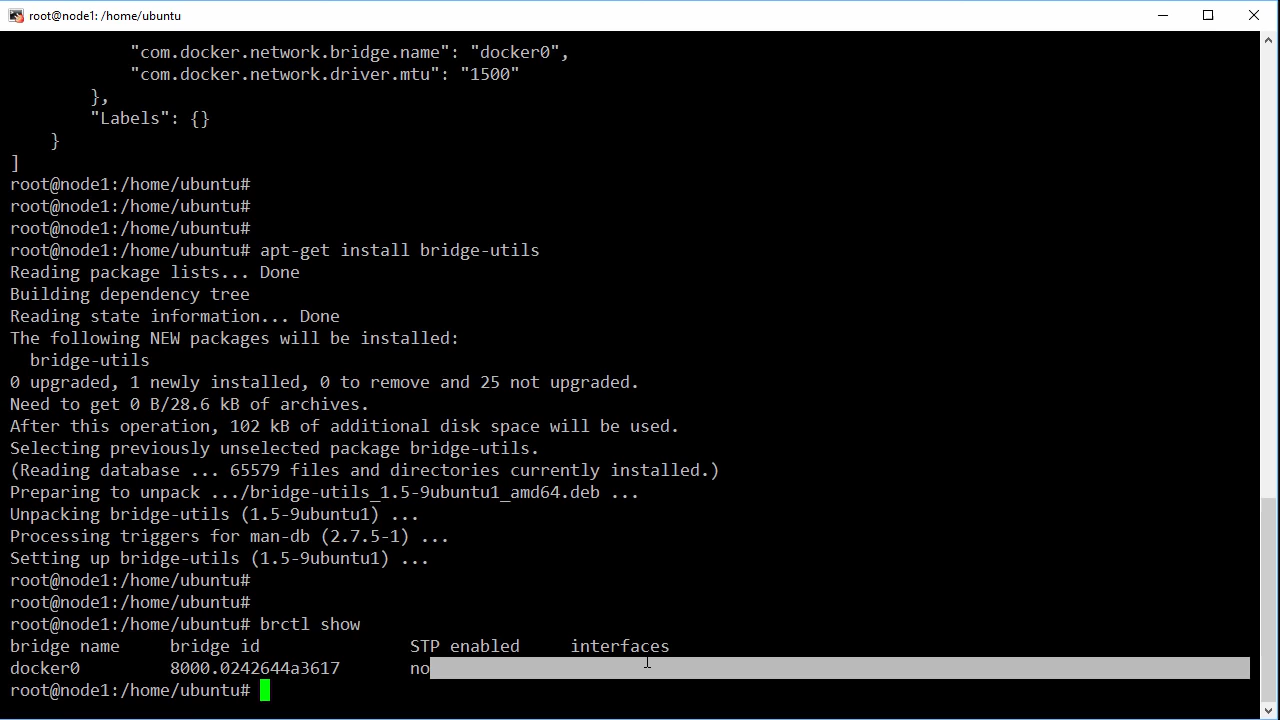 root@node1: /home/ubuntu
"com.docker.network.bridge.name": "docker0",
"com.docker.network.driver.mtu": "1500"
},
"Labels": {}
}
]
root@node1:/home/ubuntu#
root@node1:/home/ubuntu#
root@node1:/home/ubuntu#
root@node1:/home/ubuntu# apt-get install bridge-utils
Reading package lists... Done
Building dependency tree
Reading state information... Done
The following NEW packages will be installed:
bridge-utils
0 upgraded, 1 newly installed, 0 to remove and 25 not upgraded.
Need to get 0 B/28.6 kB of archives.
After this operation, 102 kB of additional disk space will be used.
Selecting previously unselected package bridge-utils.
(Reading database ... 65579 files and directories currently installed.)
Preparing to unpack .../bridge-utils_1.5-9ubuntu1_amd64.deb ...
Unpacking bridge-utils (1.5-9ubuntu1) ...
Processing triggers for man-db (2.7.5-1) ...
Setting up bridge-utils (1.5-9ubuntu1) ...
root@node1:/home/ubuntu#
root@node1:/home/ubuntu#
root@node1:/home/ubuntu# brctl show
bridge name bridge id STP enabled interfaces
docker0 8000.0242644a3617 no
root@node1:/home/ubuntu#